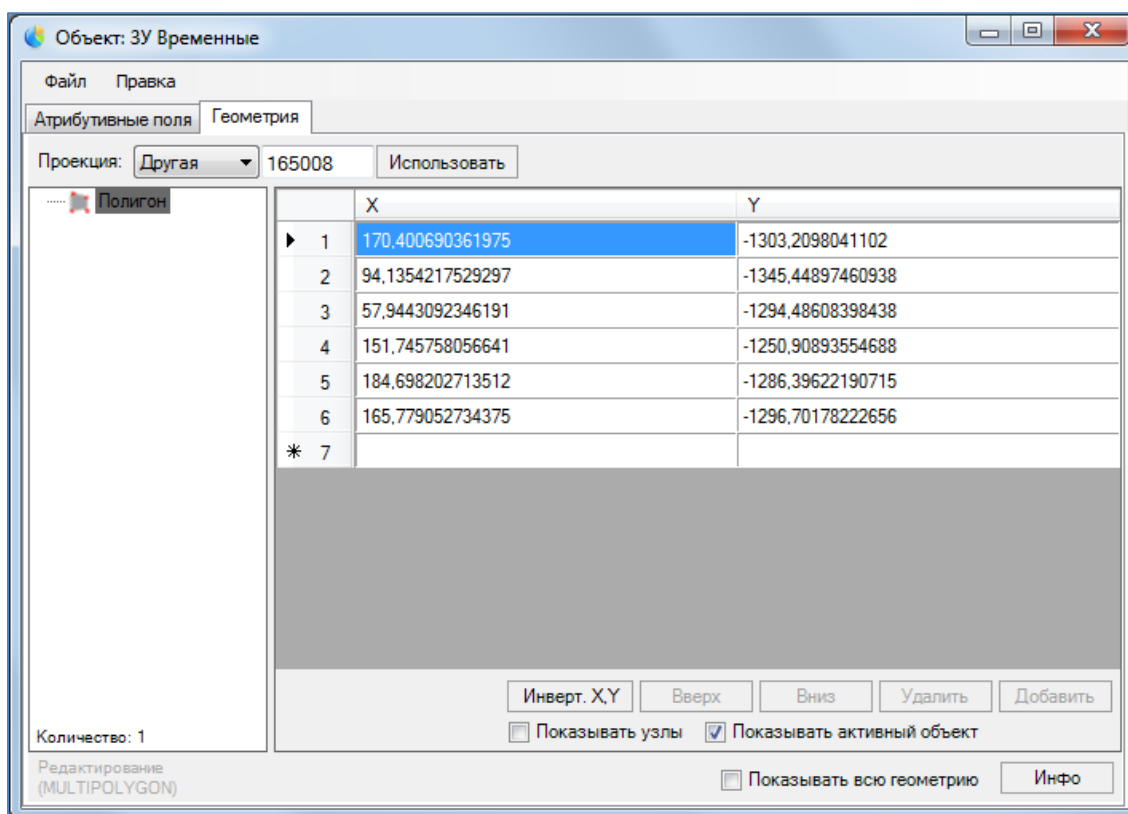 Объект: ЗУ Временные
Файл Правка
Атрибутивные поля Геометрия
Проекция: Другая 165008 Использовать
Полигон
X Y
1 170,400690361975 -1303,2098041102
2 94,1354217529297 -1345,44897460938
3 57,9443092346191 -1294,48608398438
4 151,745758056641 -1250,90893554688
5 184,698202713512 -1286,39622190715
6 165,779052734375 -1296,70178222656
* 7
Инверт. X,Y Вверх Вниз Удалить Добавить
Показывать узлы Показывать активный объект
Количество: 1
Редактирование
(MULTIPOLYGON)
Показывать всю геометрию Инфо